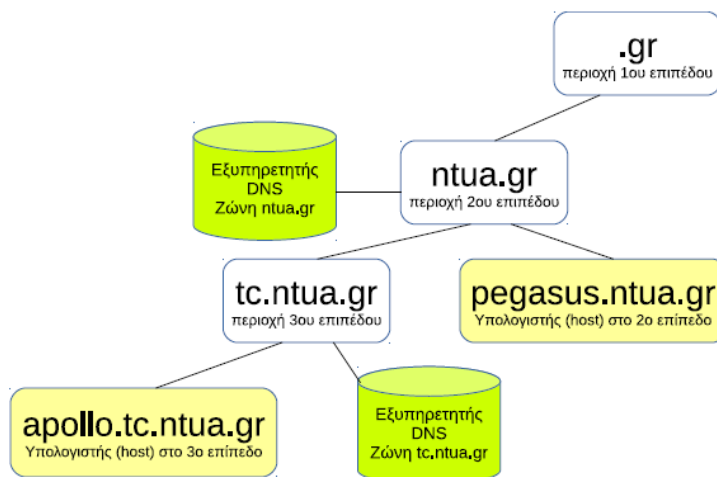 .gr
περιοχή 1ου επιπέδου
Εξυπηρετητής
DNS
Ζώνη ntua.gr
ntua.gr
περιοχή 2ου επιπέδου
tc.ntua.gr
περιοχή 3ου επιπέδου
pegasus.ntua.gr
Υπολογιστής (host) στο 2ο επίπεδο
apollo.tc.ntua.gr
Υπολογιστής (host) στο 3ο επίπεδο
Εξυπηρετητής
DNS
Ζώνη tc.ntua.gr